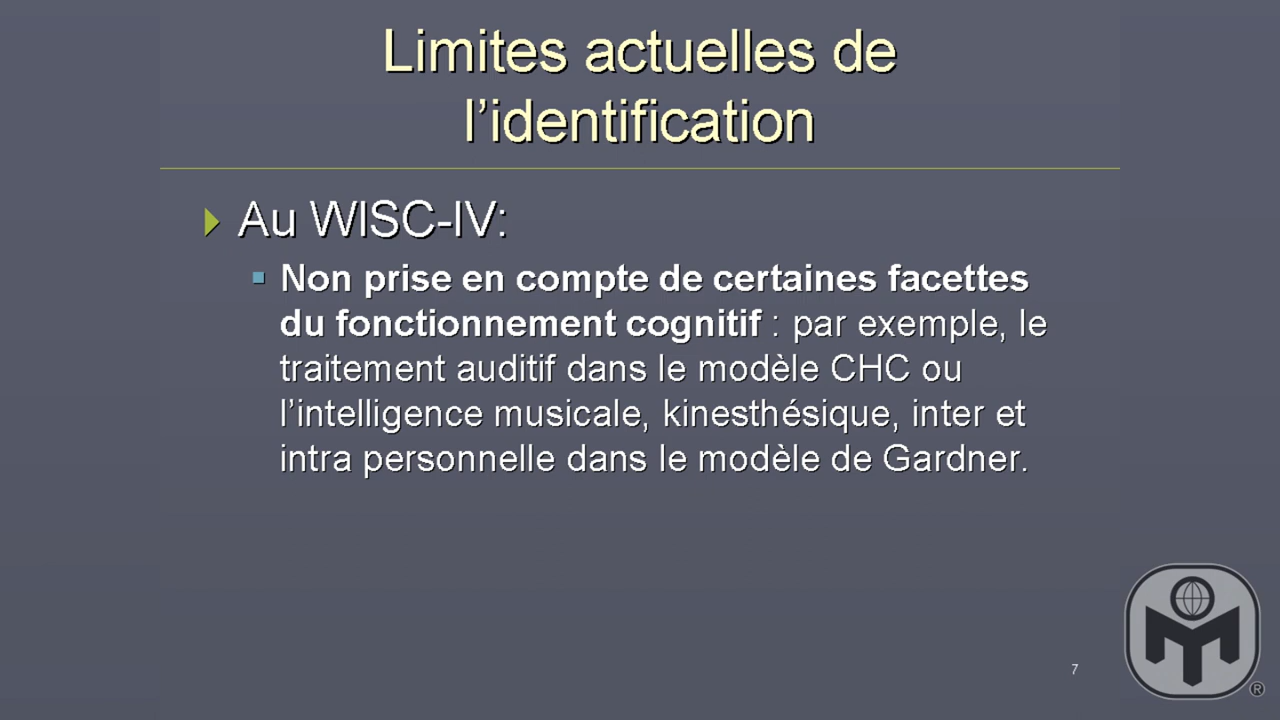 Limites actuelles de
l’identification
Au WISC-IV:
Non prise en compte de certaines facettes
du fonctionnement cognitif : par exemple, le
traitement auditif dans le modèle CHC ou
l’intelligence musicale, kinesthésique, inter et
intra personnelle dans le modèle de Gardner.
7
®